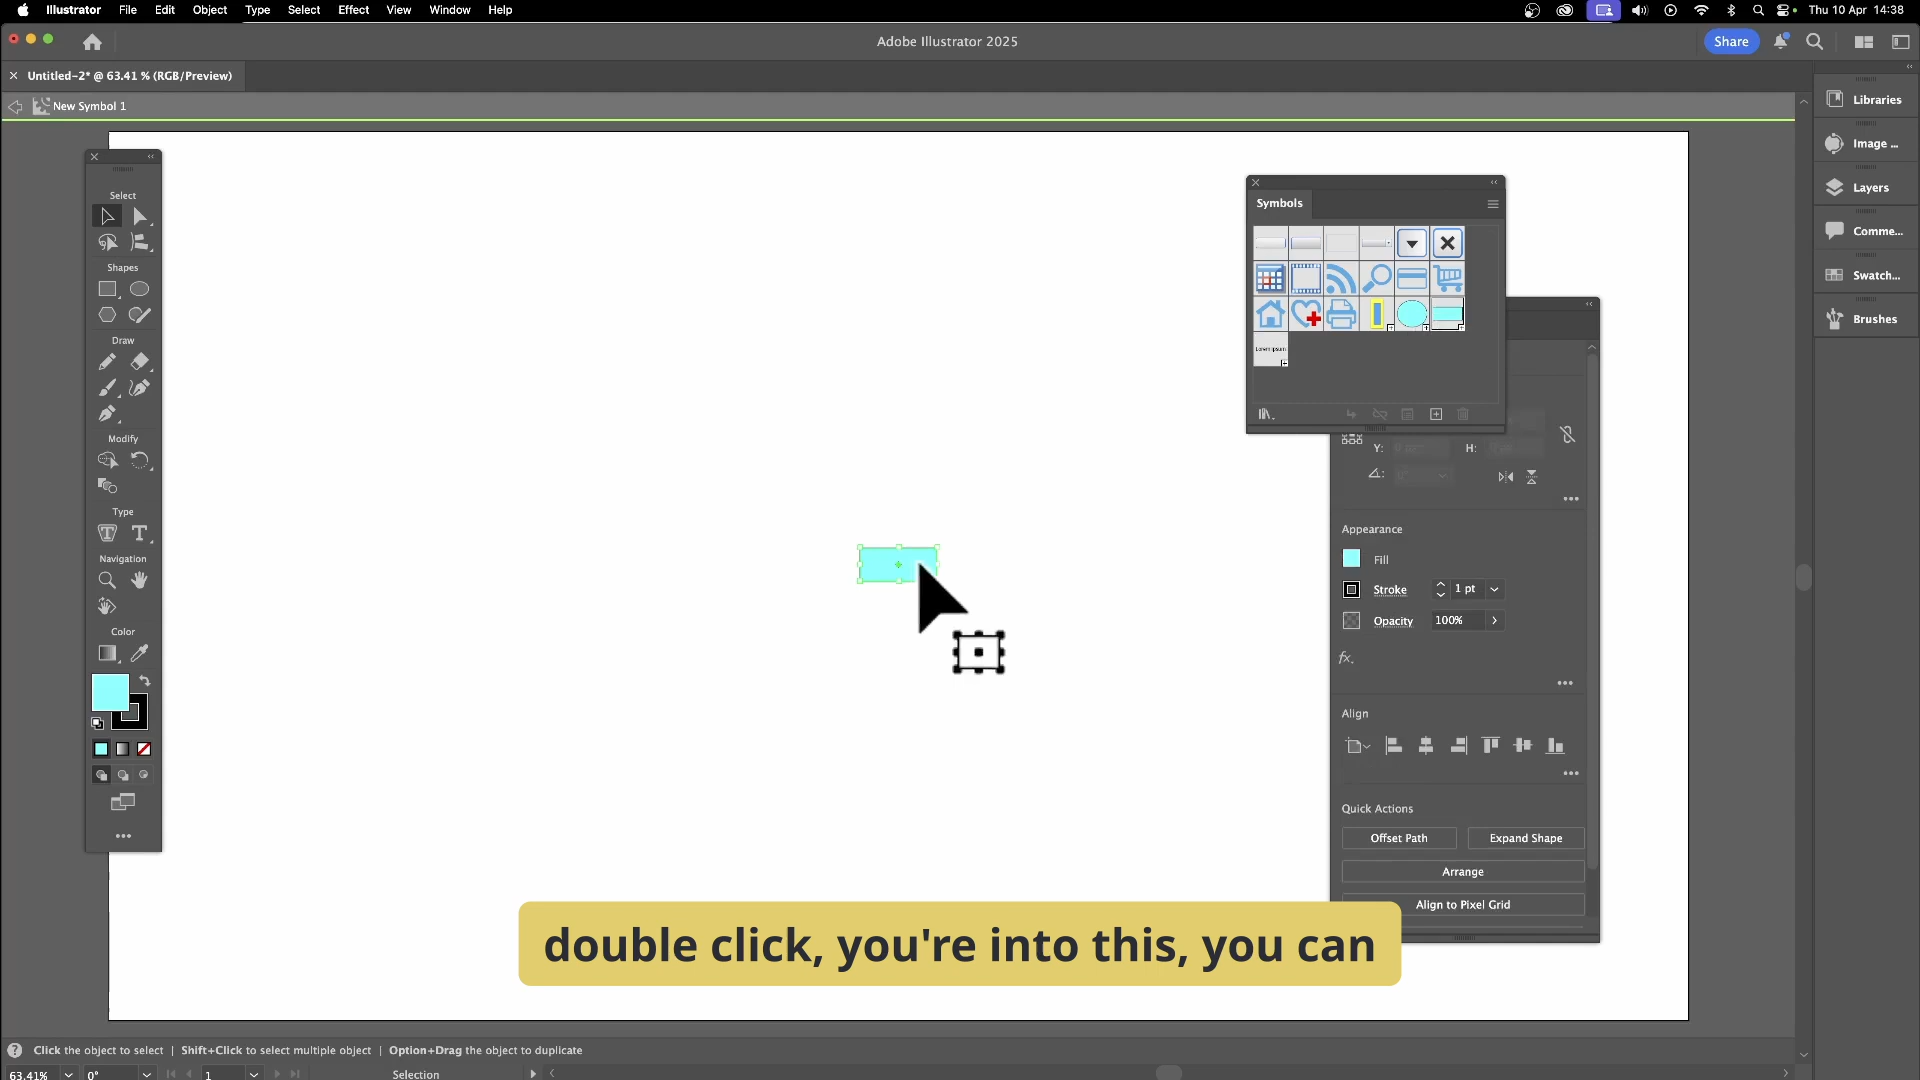 Illustrator File Edit Object Type Select Effect View Window Help
Thu 10 Apr 14:38
Adobe Illustrator 2025
Share
Untitled-2* @ 63.41 % (RGB/Preview)
New Symbol 1
Select
Shapes
Draw
Modify
Type
Navigation
Color
Symbols
Lorem Ipsum
Libraries
Image ...
Layers
Comme...
Swatch...
Brushes
Y:
H:
Appearance
Fill
Stroke
1 pt
Opacity
100%
fx.
Align
Quick Actions
Offset Path
Expand Shape
Arrange
Align to Pixel Grid
double click, you're into this, you can
Click the object to select | Shift+Click to select multiple object | Option+Drag the object to duplicate
63.41%
0°
1
Selection